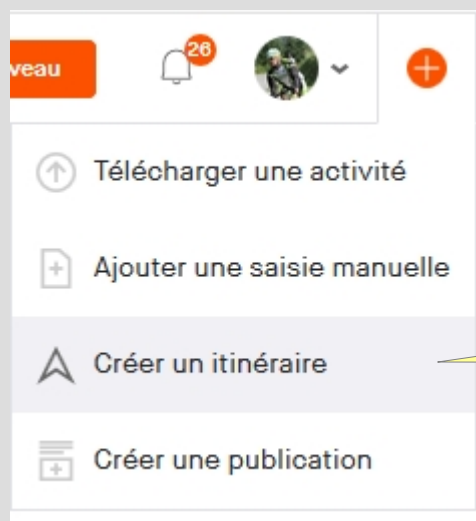 veau
26
Télécharger une activité
Ajouter une saisie manuelle
Créer un itinéraire
Créer une publication